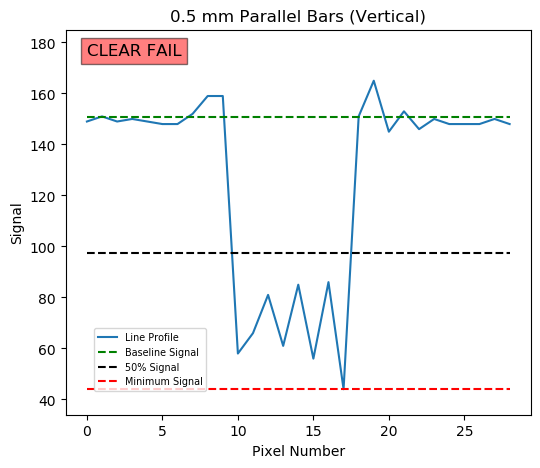 0.5 mm Parallel Bars (Vertical)
CLEAR FAIL
180
160
140
120
100
80
60
40
Signal
Line Profile
Baseline Signal
50% Signal
Minimum Signal
0 5 10 15 20 25
Pixel Number